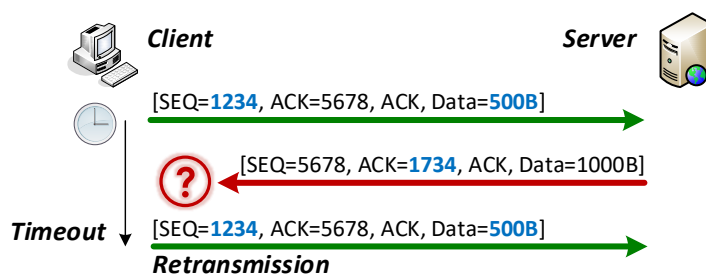 Client
Server
[SEQ=1234, ACK=5678, ACK, Data=500B]
[SEQ=5678, ACK=1734, ACK, Data=1000B]
?
Timeout
[SEQ=1234, ACK=5678, ACK, Data=500B]
Retransmission